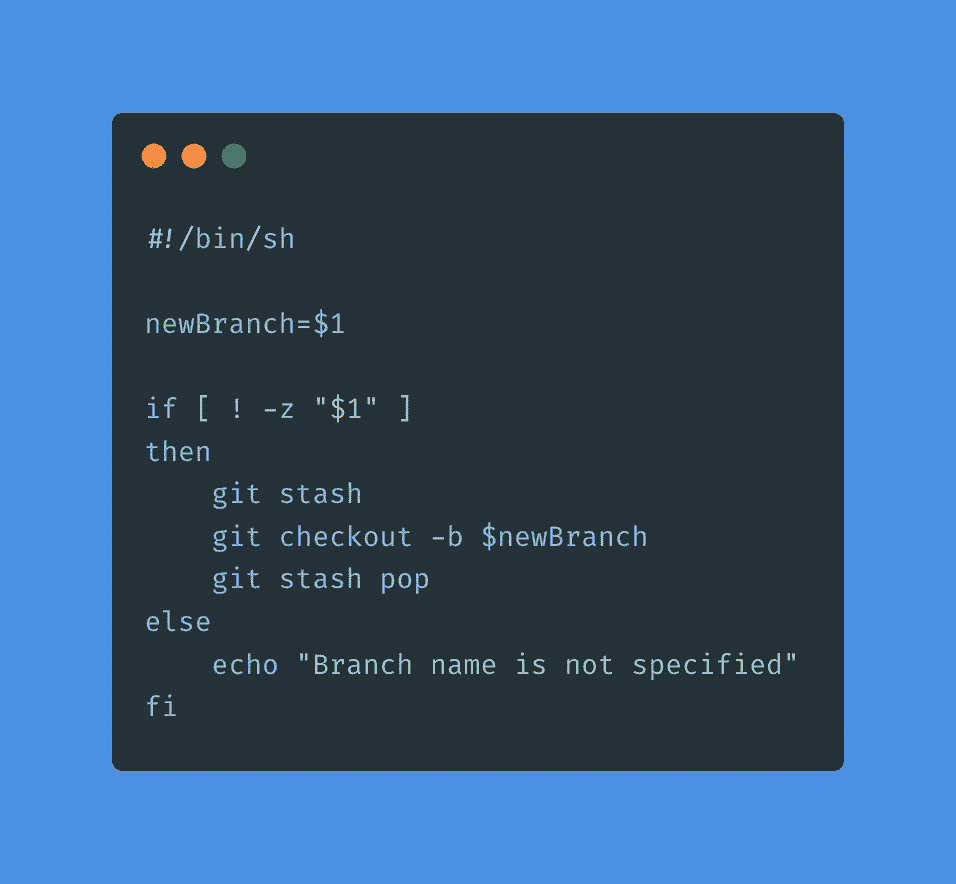 #!/bin/sh

newBranch=$1

if [ ! -z "$1" ]
then
    git stash
    git checkout -b $newBranch
    git stash pop
else
    echo "Branch name is not specified"
fi